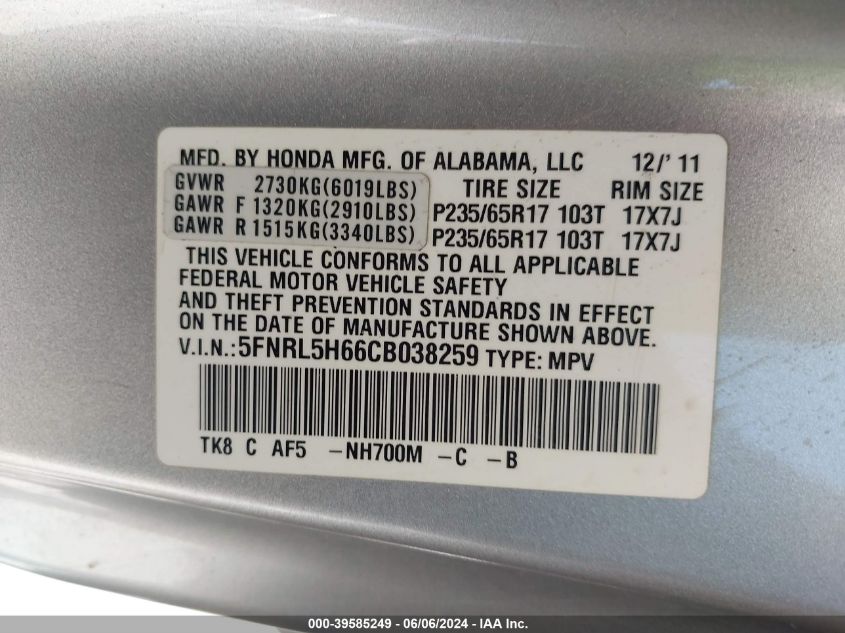 MFD. BY HONDA MFG. OF ALABAMA, LLC 12/'11
GVWR 2730KG(6019LBS) TIRE SIZE RIM SIZE
GAWR F 1320KG(2910LBS) P235/65R17 103T 17X7J
GAWR R 1515KG(3340LBS) P235/65R17 103T 17X7J
THIS VEHICLE CONFORMS TO ALL APPLICABLE
FEDERAL MOTOR VEHICLE SAFETY
AND THEFT PREVENTION STANDARDS IN EFFECT
ON THE DATE OF MANUFACTURE SHOWN ABOVE.
V.I.N.:5FNRL5H66CB038259 TYPE: MPV
TK8 C AF5 -NH700M -C -B
000-39585249 - 06/06/2024 - IAA Inc.